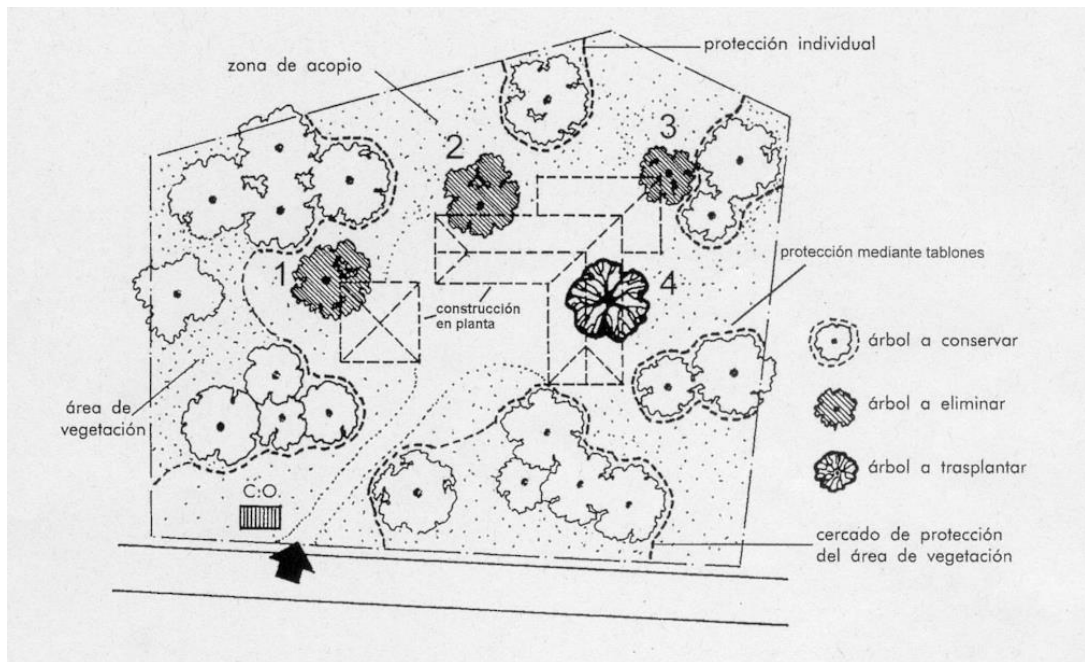 protección individual
zona de acopio
3
2
protección mediante tablones
1
4
construcción
en planta
árbol a conservar
área de
vegetación
árbol a eliminar
árbol a trasplantar
C.O.
cercado de protección
del área de vegetación